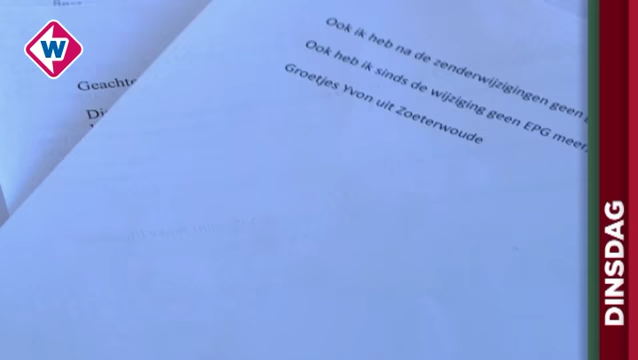 W
Geachte
Ook ik heb na de zenderwijzigingen geen
Ook heb ik sinds de wijziging geen EPG meer.
Groetjes Yvon uit Zoeterwoude
DINSDAG